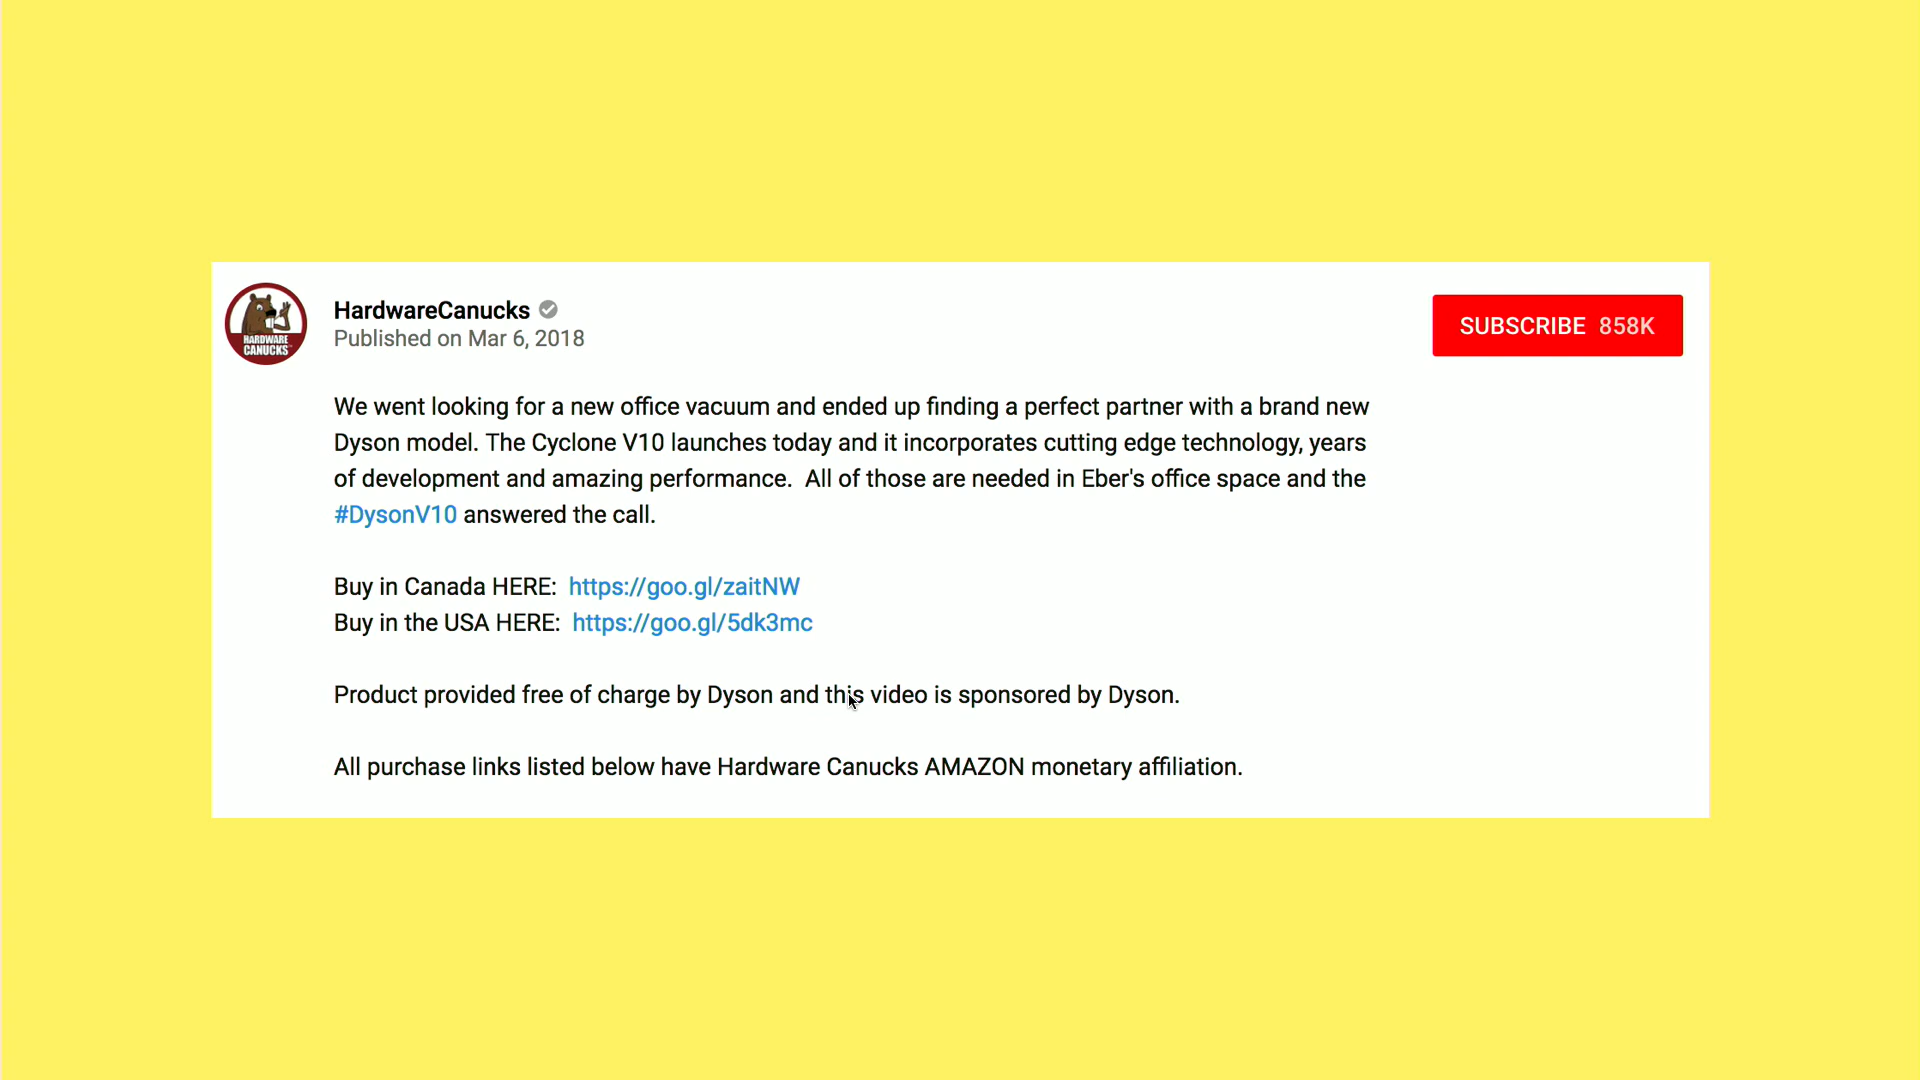 HardwareCanucks
Published on Mar 6, 2018
SUBSCRIBE 858K
HARDWARE
CANUCKS
We went looking for a new office vacuum and ended up finding a perfect partner with a brand new
Dyson model. The Cyclone V10 launches today and it incorporates cutting edge technology, years
of development and amazing performance.  All of those are needed in Eber's office space and the
#DysonV10 answered the call.
Buy in Canada HERE:  https://goo.gl/zaitNW
Buy in the USA HERE:  https://goo.gl/5dk3mc
Product provided free of charge by Dyson and this video is sponsored by Dyson.
All purchase links listed below have Hardware Canucks AMAZON monetary affiliation.